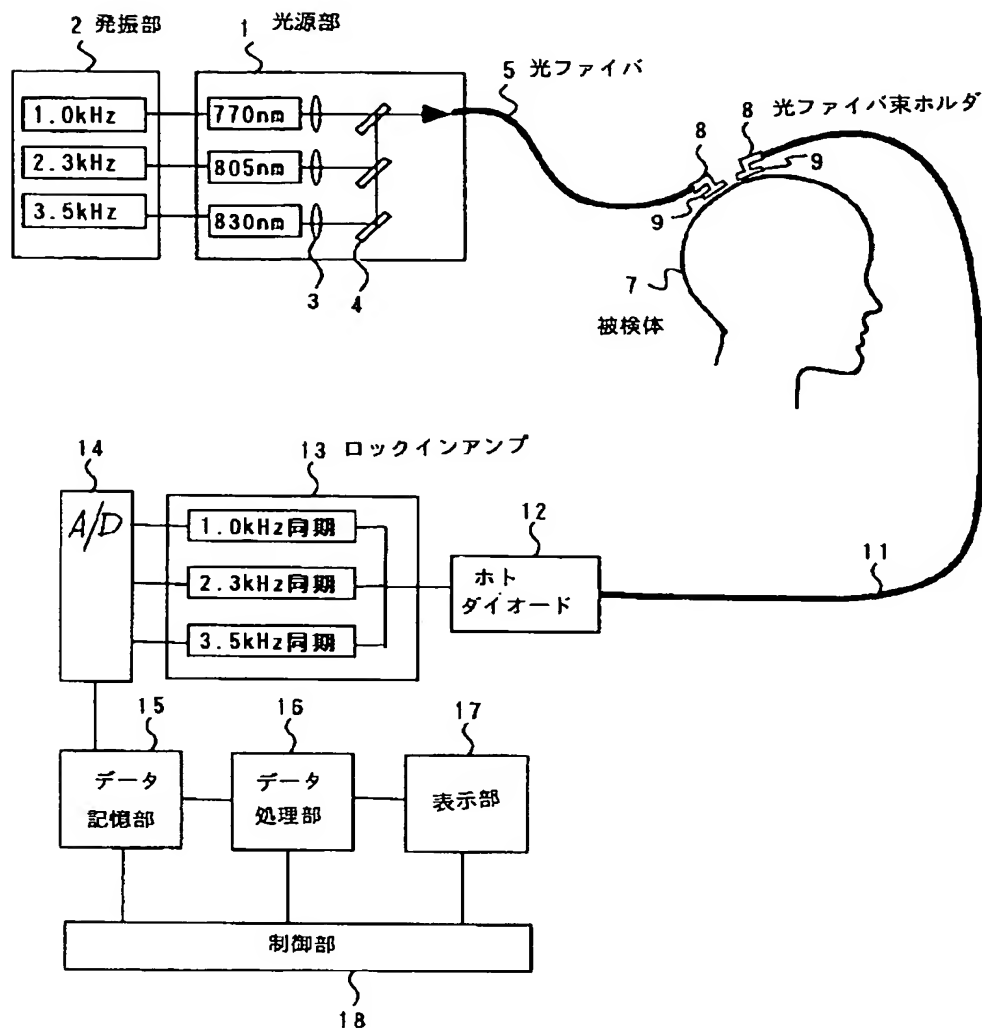 2 発振部
1 光源部
1.0kHz
2.3kHz
3.5kHz
770nm
805nm
830nm
3
4
5 光ファイバ
8
8 光ファイバ束ホルダ
9
9
7
被検体
11
12
ホト
ダイオード
13 ロックインアンプ
1.0kHz同期
2.3kHz同期
3.5kHz同期
14
A/D
15
データ
記憶部
16
データ
処理部
17
表示部
制御部
18